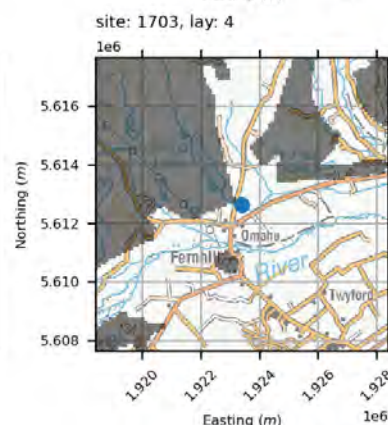 site: 1703, lay: 4
1e6
5.616
5.614
5.612
5.610
5.608
Northing (m)
Omahu
Fernhill
River
Twyford
1.920
1.922
1.924
1.926
1.928
1e6
Easting (m)